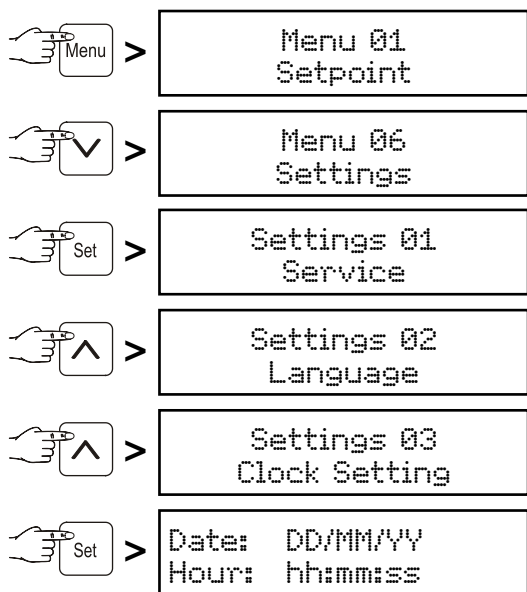 Menu > Menu 01
Setpoint
> Menu 06
Settings
Set > Settings 01
Service
> Settings 02
Language
> Settings 03
Clock Setting
Set > Date: DD/MM/YY
Hour: hh:mm:ss